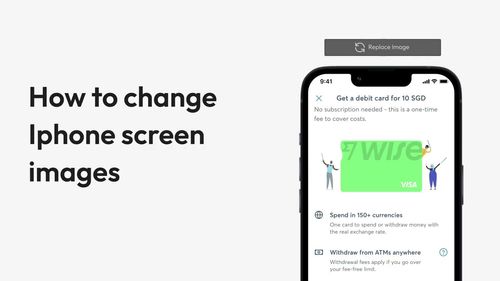 How to change
Iphone screen
images
Replace Image
9:41
Get a debit card for 10 SGD
No subscription needed - this is a one-time
fee to cover costs.
wise
VISA
Spend in 150+ currencies
One card to spend or withdraw money with
the real exchange rate.
Withdraw from ATMs anywhere
Withdrawal fees apply if you go over
your fee-free limit.